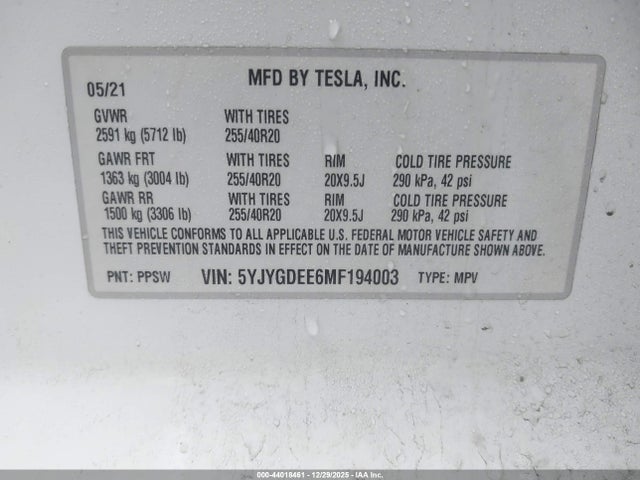 MFD BY TESLA, INC.
05/21
GVWR WITH TIRES
2591 kg (5712 lb) 255/40R20
GAWR FRT WITH TIRES RIM COLD TIRE PRESSURE
1363 kg (3004 lb) 255/40R20 20X9.5J 290 kPa, 42 psi
GAWR RR WITH TIRES RIM COLD TIRE PRESSURE
1500 kg (3306 lb) 255/40R20 20X9.5J 290 kPa, 42 psi
THIS VEHICLE CONFORMS TO ALL APPLICABLE U.S. FEDERAL MOTOR VEHICLE SAFETY AND
THEFT PREVENTION STANDARDS IN EFFECT ON THE DATE OF MANUFACTURE SHOWN ABOVE.
PNT: PPSW VIN: 5YJYGDEE6MF194003 TYPE: MPV
000-44018461 - 12/29/2025 - IAA Inc.